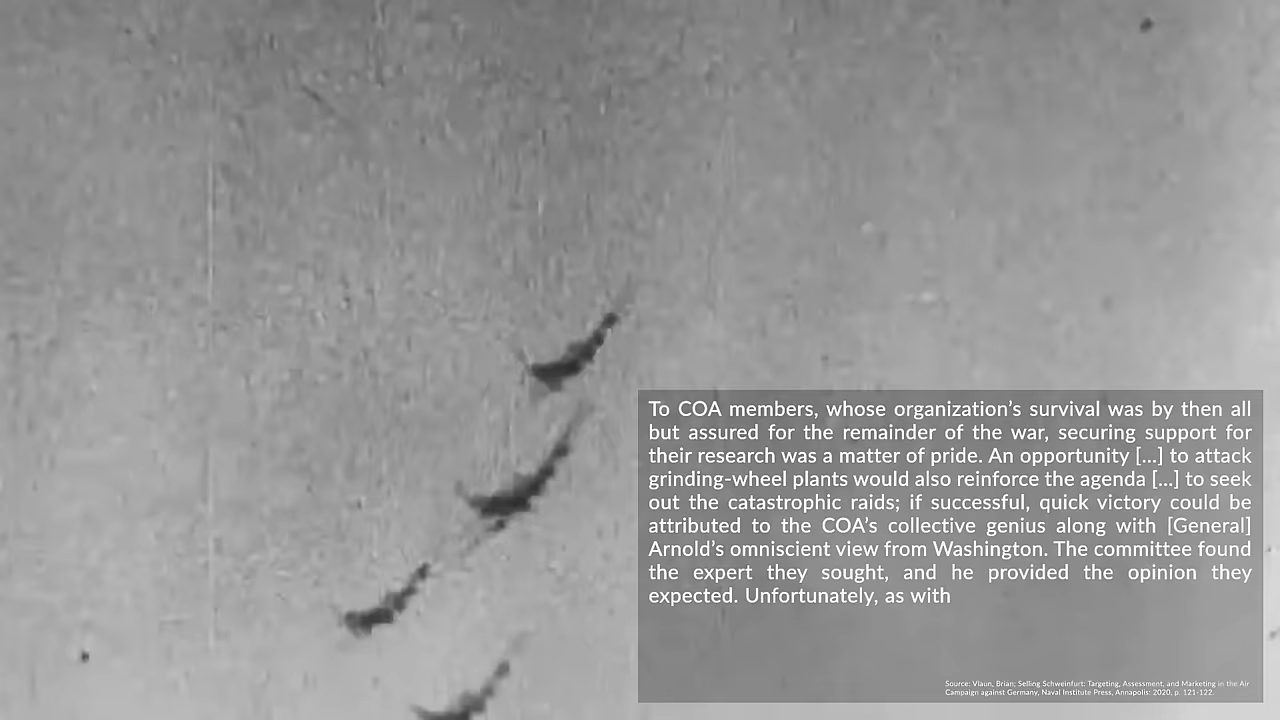 To COA members, whose organization's survival was by then all
but assured for the remainder of the war, securing support for
their research was a matter of pride. An opportunity [...] to attack
grinding-wheel plants would also reinforce the agenda [...] to seek
out the catastrophic raids; if successful, quick victory could be
attributed to the COA's collective genius along with [General]
Arnold's omniscient view from Washington. The committee found
the expert they sought, and he provided the opinion they
expected. Unfortunately, as with
Source: Vlaun, Brian; Selling Schweinfurt: Targeting, Assessment, and Marketing in the Air
Campaign against Germany, Naval Institute Press, Annapolis: 2020, p. 121-122.